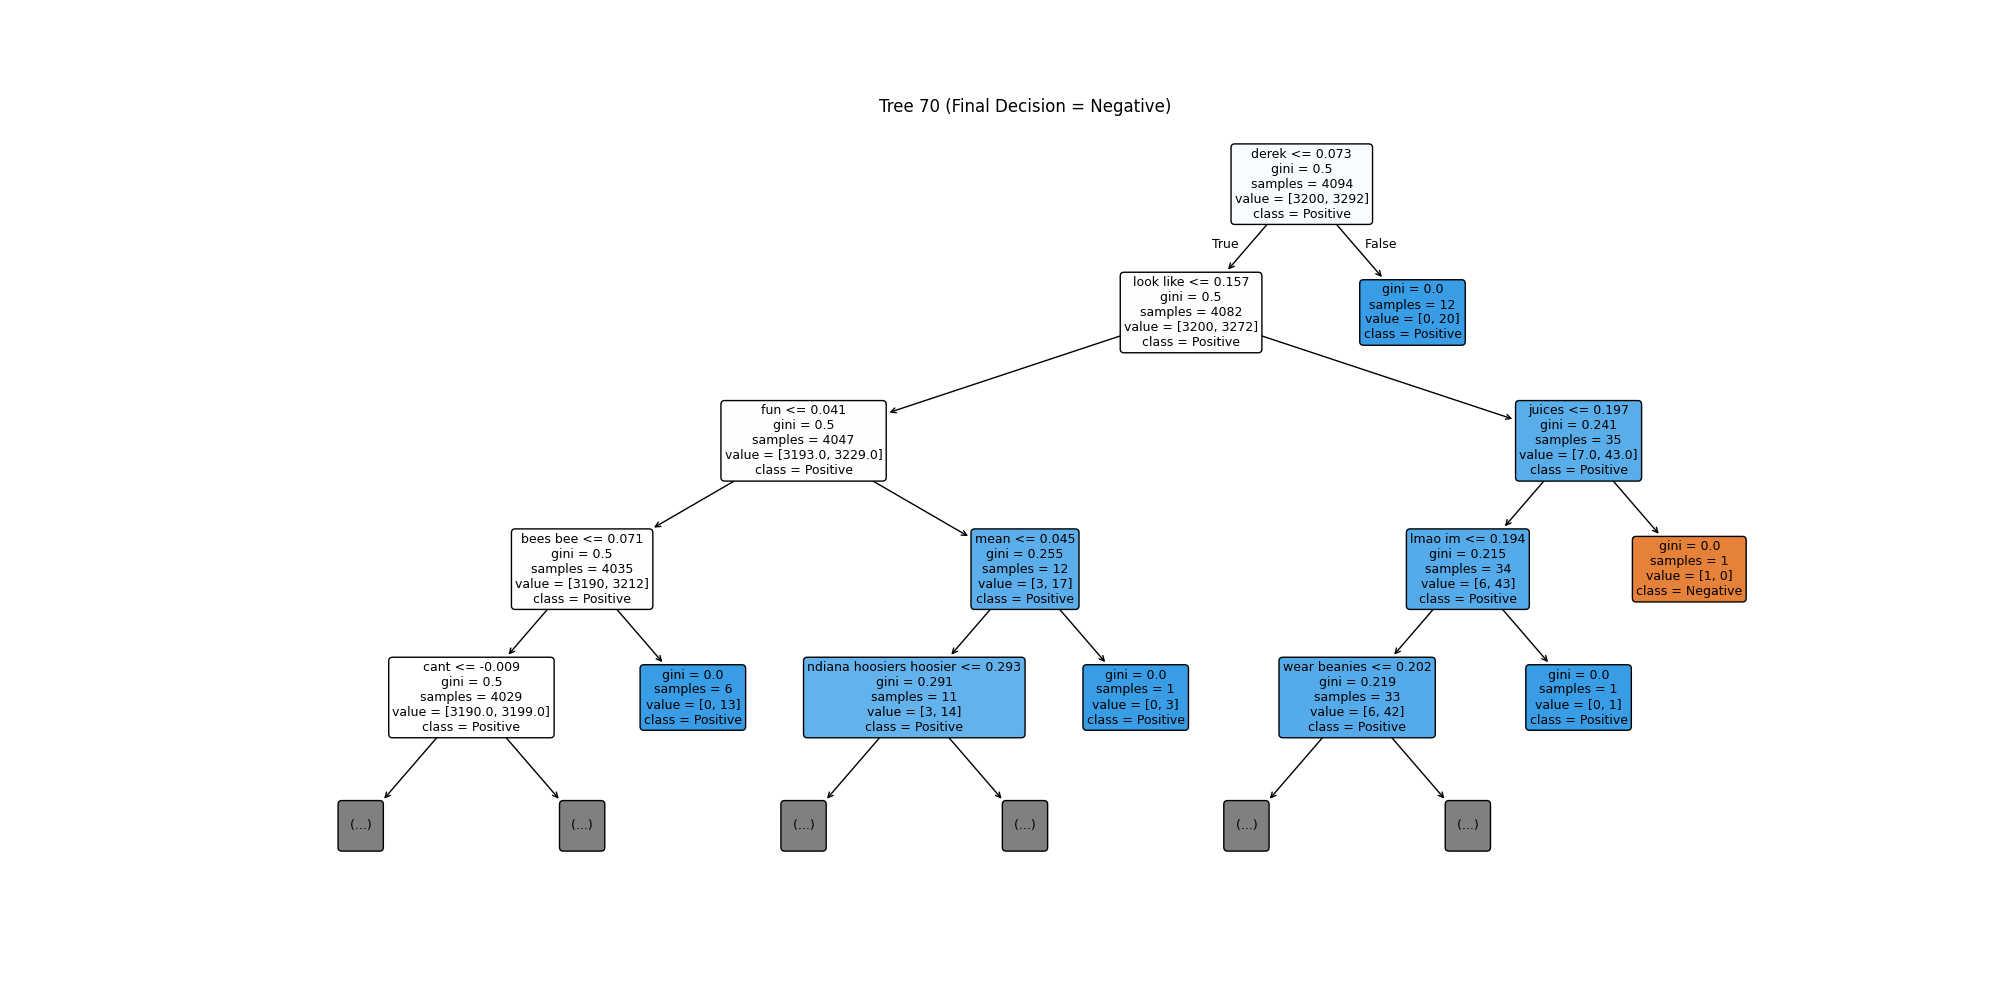 Tree 70 (Final Decision = Negative)
derek <= 0.073
gini = 0.5
samples = 4094
value = [3200, 3292]
class = Positive
True
False
look like <= 0.157
gini = 0.5
samples = 4082
value = [3200, 3272]
class = Positive
gini = 0.0
samples = 12
value = [0, 20]
class = Positive
fun <= 0.041
gini = 0.5
samples = 4047
value = [3193.0, 3229.0]
class = Positive
juices <= 0.197
gini = 0.241
samples = 35
value = [7.0, 43.0]
class = Positive
bees bee <= 0.071
gini = 0.5
samples = 4035
value = [3190, 3212]
class = Positive
mean <= 0.045
gini = 0.255
samples = 12
value = [3, 17]
class = Positive
lmao im <= 0.194
gini = 0.215
samples = 34
value = [6, 43]
class = Positive
gini = 0.0
samples = 1
value = [1, 0]
class = Negative
cant <= -0.009
gini = 0.5
samples = 4029
value = [3190.0, 3199.0]
class = Positive
gini = 0.0
samples = 6
value = [0, 13]
class = Positive
ndiana hoosiers hoosier <= 0.293
gini = 0.291
samples = 11
value = [3, 14]
class = Positive
gini = 0.0
samples = 1
value = [0, 3]
class = Positive
wear beanies <= 0.202
gini = 0.219
samples = 33
value = [6, 42]
class = Positive
gini = 0.0
samples = 1
value = [0, 1]
class = Positive
(...)
(...)
(...)
(...)
(...)
(...)